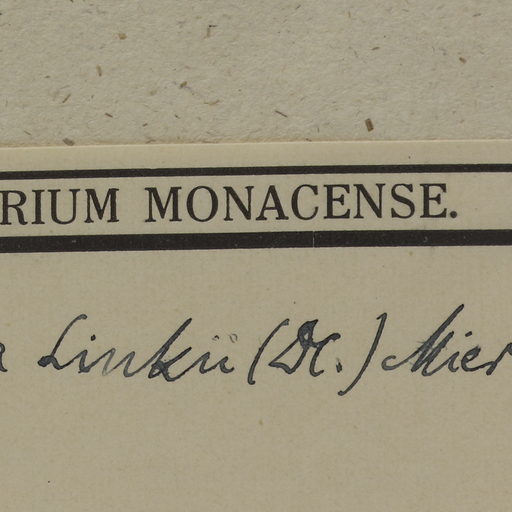 RIUM MONACENSE.
a Linkii (DC.) Mier